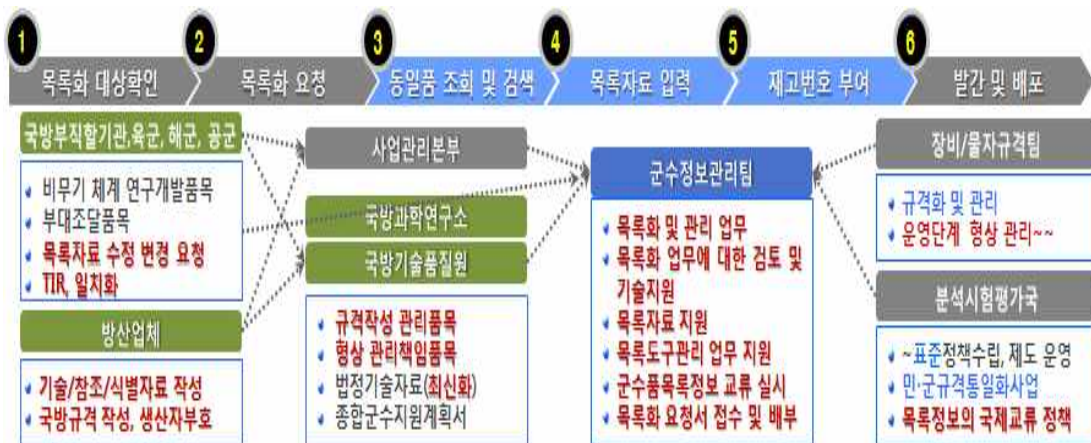 1
2
3
4
5
6
목록화 대상확인
목록화 요청
동일품 조회 및 검색
목록자료 입력
재고번호 부여
발간 및 배포
국방부직할기관,육군, 해군, 공군
비무기 체계 연구개발품목
부대조달품목
목록자료 수정 변경 요청
TIR, 일치화
방산업체
기술/참조/식별자료 작성
국방규격 작성, 생산자부호
사업관리본부
국방과학연구소
국방기술품질원
규격작성 관리품목
형상 관리책임품목
법정기술자료(최신화)
종합군수지원계획서
군수정보관리팀
목록화 및 관리 업무
목록화 업무에 대한 검토 및
기술지원
목록자료 지원
목록도구관리 업무 지원
군수품목록정보 교류 실시
목록화 요청서 접수 및 배부
장비/물자규격팀
규격화 및 관리
운영단계 형상 관리~~
분석시험평가국
~표준정책수립, 제도 운영
민·군규격통일화사업
목록정보의 국제교류 정책